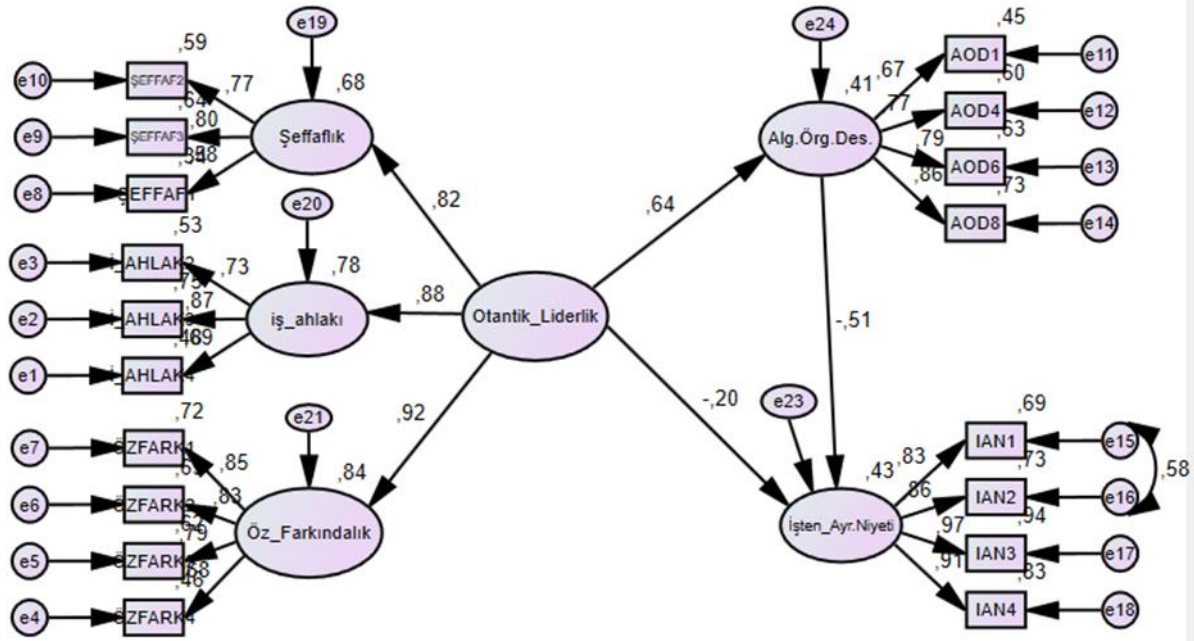 e19
,59
e10
ŞEFFAF2
,77
,68
,64
e9
ŞEFFAF3
,80
Şeffaflık
e8
,82
e20
,53
e3
,73
,78
,75
e2
,87
iş_ahlakı
,88
Otantik_Liderlik
e1
,72
e21
,92
e7
,85
,84
e6
,83
Öz_Farkındalık
e5
,79
,46
e4
e24
,45
AOD1
e11
,41
,67
,60
,77
AOD4
e12
Alg.Örg.Des.
,79
,63
AOD6
e13
,86
,73
AOD8
e14
,64
-,51
-,20
e23
,69
IAN1
e15
,43
,83
,73
,58
,86
IAN2
e16
İşten_Ayr.Niyeti
,97
,94
IAN3
e17
,91
,83
IAN4
e18